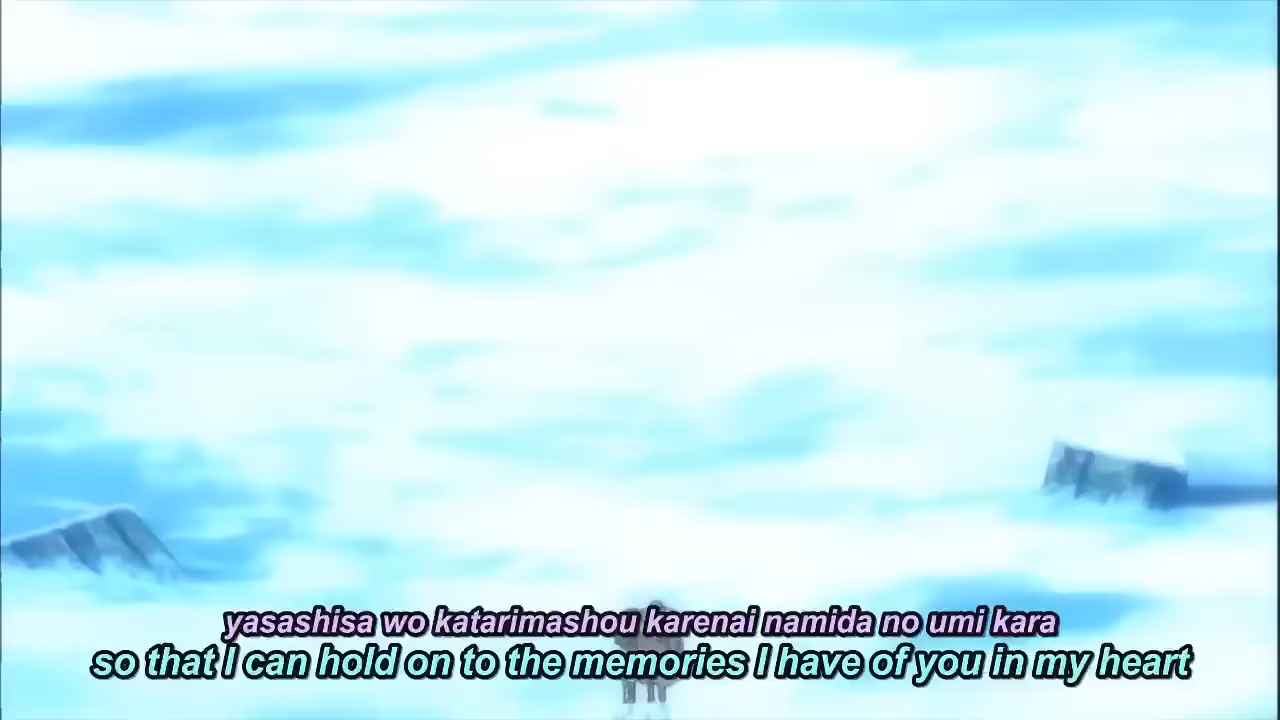 yasashisa wo katarimashou karenai namida no umi kara
so that I can hold on to the memories I have of you in my heart